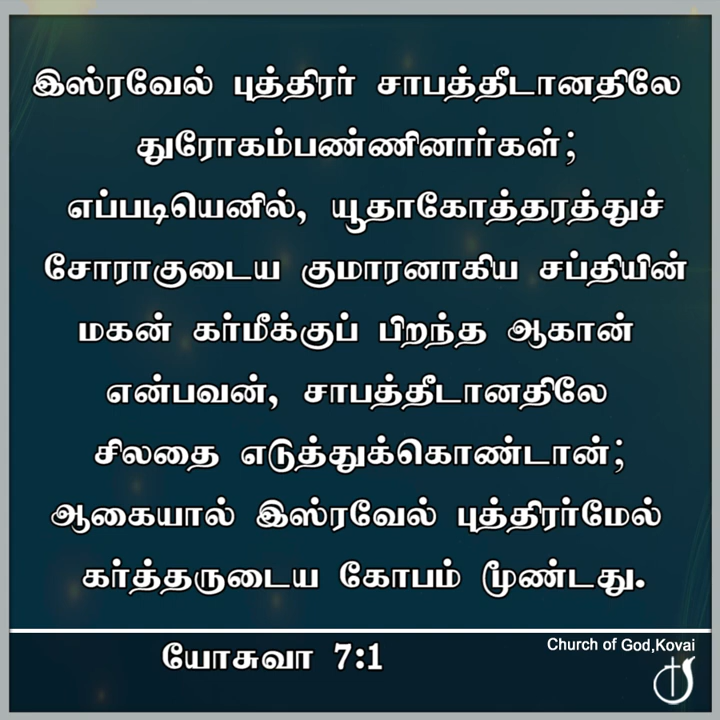 இஸ்ரவேல் புத்திரர் சாபத்தீடானதிலே
துரோகம்பண்ணினார்கள்;
எப்படியெனில், யூதாகோத்தரத்துச்
சேராகுடைய குமாரனாகிய சப்தியின்
மகன் கர்மீக்குப் பிறந்த ஆகான்
என்பவன், சாபத்தீடானதிலே
சிலதை எடுத்துக்கொண்டான்;
ஆகையால் இஸ்ரவேல் புத்திரர்மேல்
கர்த்தருடைய கோபம் மூண்டது.
யோசுவா 7:1
Church of God,Kovai